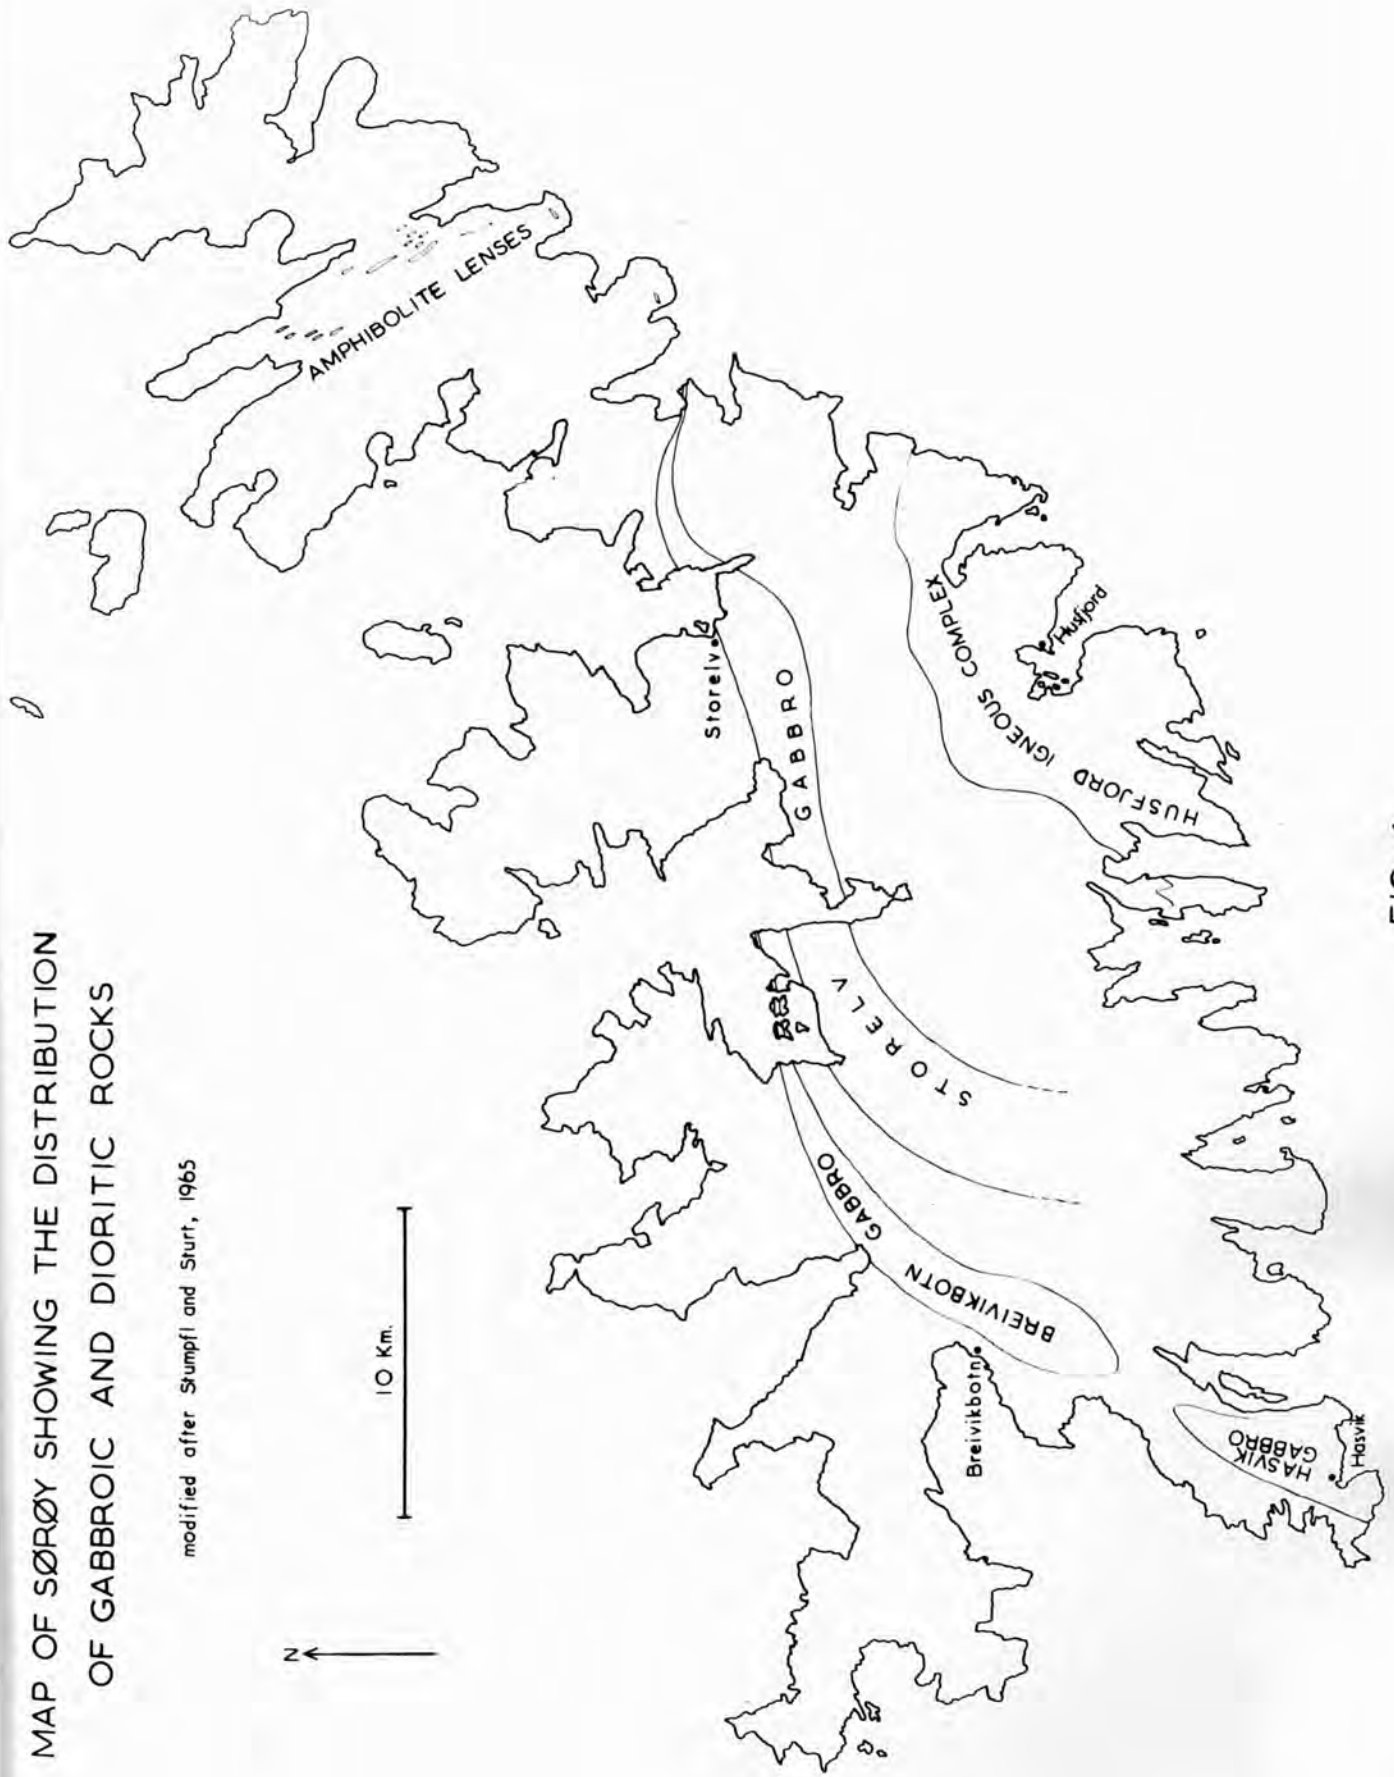 MAP OF SØRØY SHOWING THE DISTRIBUTION
OF GABBROIC AND DIORITIC ROCKS
modified after Stumpfl and Sturt, 1965
N
10 Km.
AMPHIBOLITE LENSES
Storelv
GABBRO
STORELV
HUSFJORD IGNEOUS COMPLEX
Husfjord
BREIVIKBOTN GABBRO
Breivikbotn
HASVIK
GABBRO
Hasvik